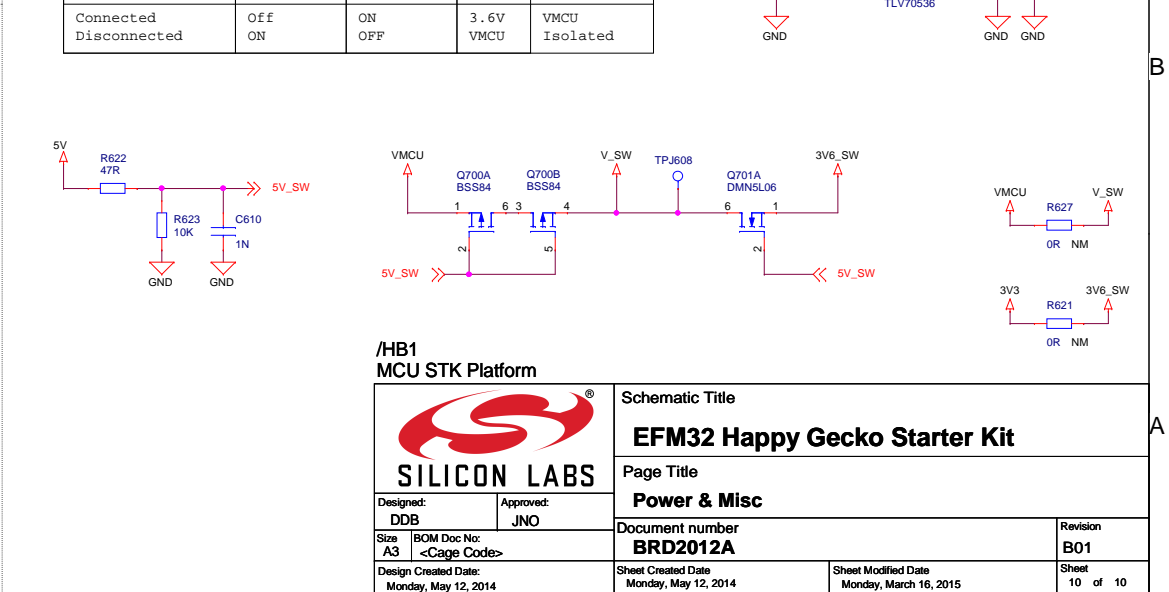 TLV70536
Connected Off ON 3.6V VMCU
Disconnected ON OFF VMCU Isolated
GND GND GND
B
5V
R622
47R
5V_SW
R623
10K
C610
1N
GND GND
VMCU V_SW TPJ608 3V6_SW
Q700A Q700B Q701A
BSS84 BSS84 DMN5L06
1 6 3 4 6 1
2 5 2
5V_SW 5V_SW
VMCU V_SW
R627
0R NM
3V3 3V6_SW
R621
0R NM
/HB1
MCU STK Platform
®
SILICON LABS
Schematic Title
EFM32 Happy Gecko Starter Kit
A
Page Title
Power & Misc
Designed: Approved:
DDB JNO
Document number Revision
BRD2012A B01
Size BOM Doc No:
A3 <Cage Code>
Design Created Date: Sheet Created Date Sheet Modified Date Sheet
Monday, May 12, 2014 Monday, May 12, 2014 Monday, March 16, 2015 10 of 10